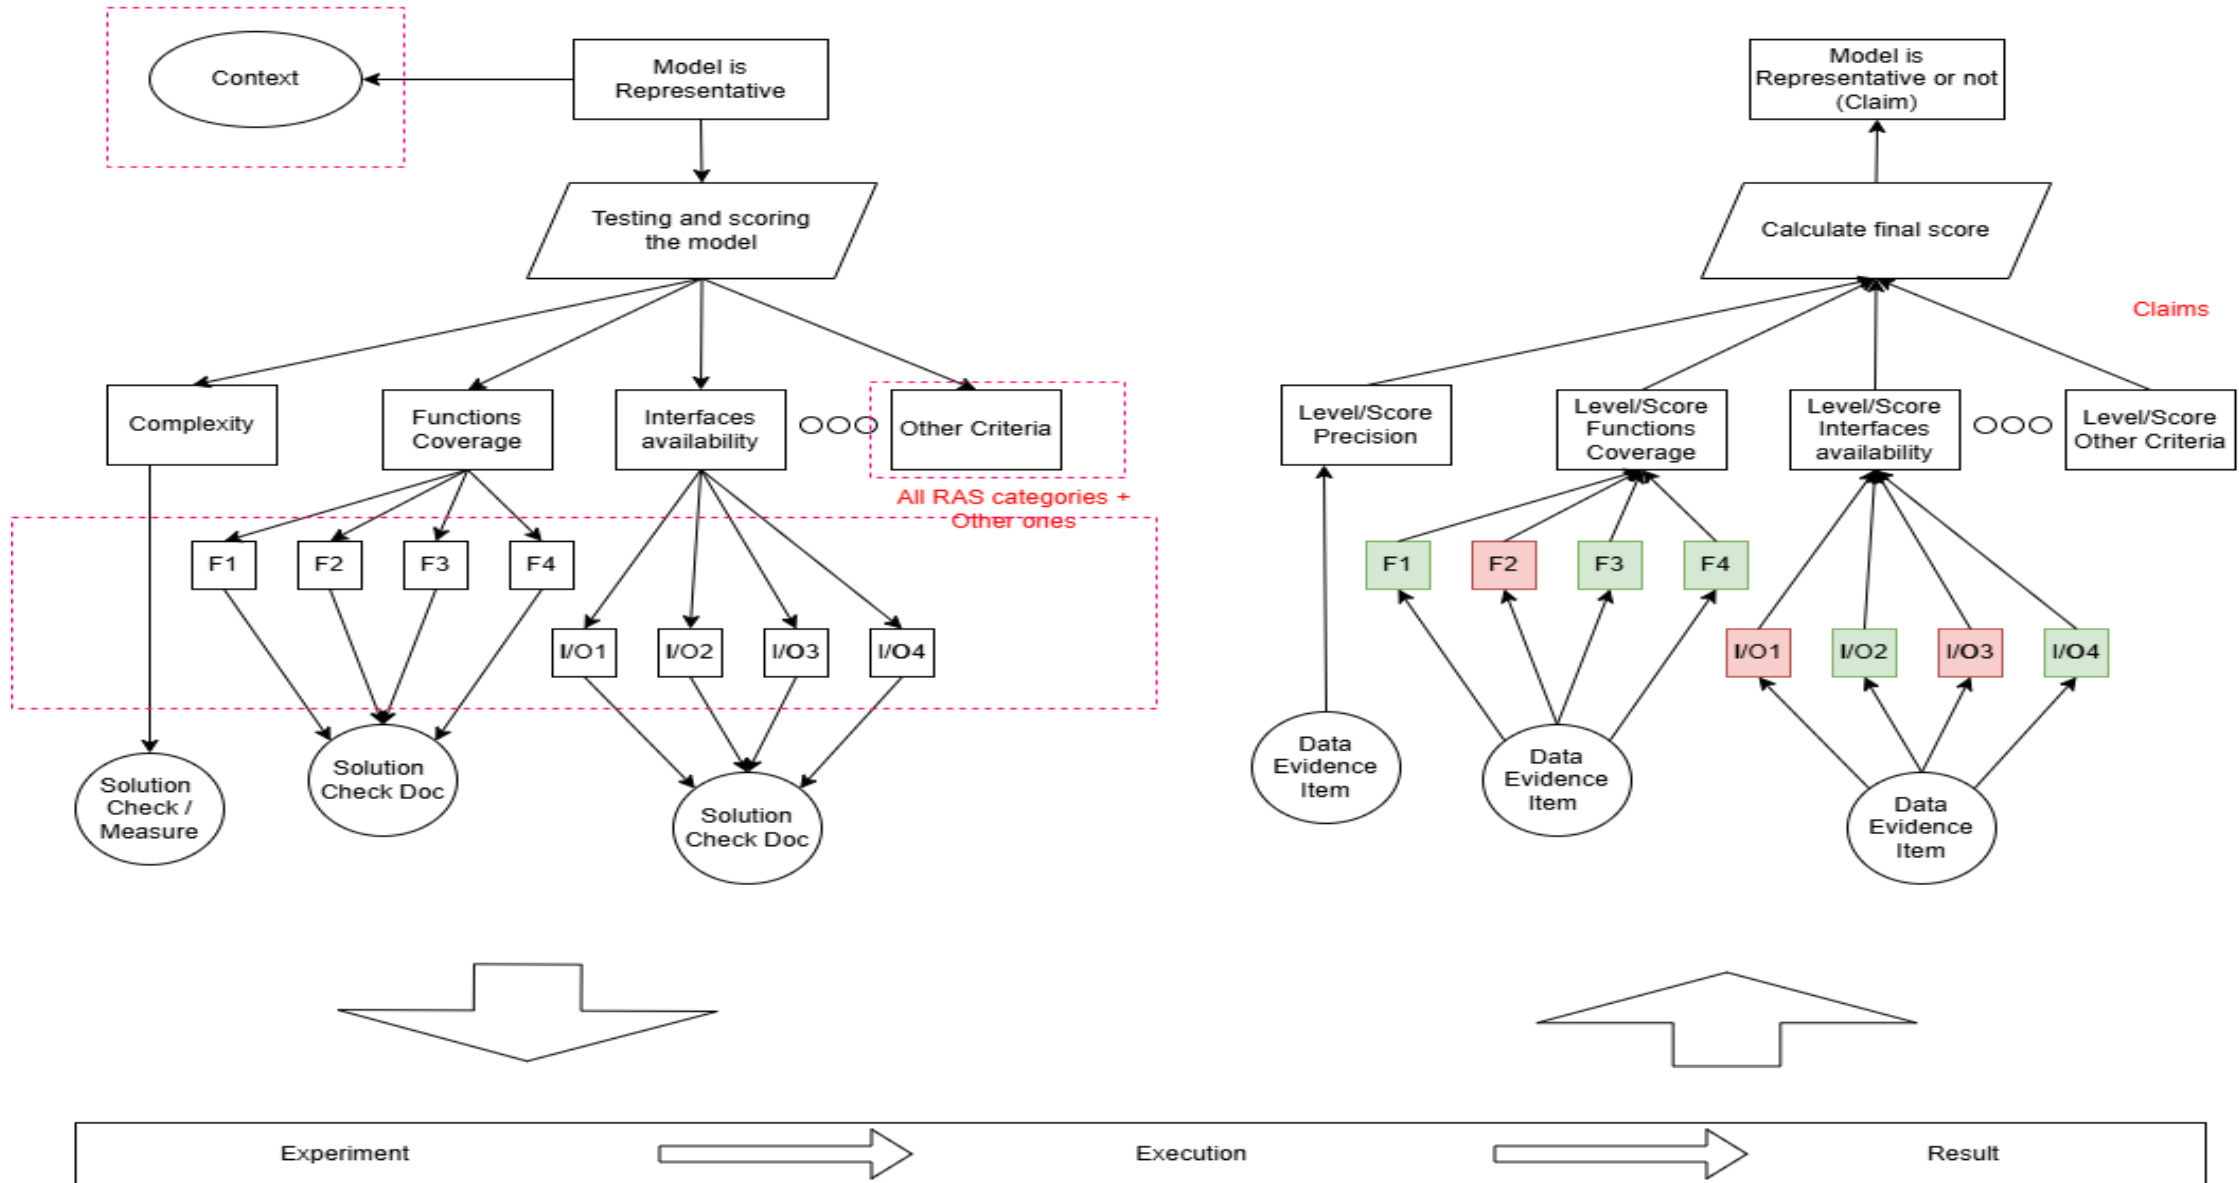 Context
Model is
Representative
Testing and scoring
the model
Complexity
Functions
Coverage
Interfaces
availability
Other Criteria
All RAS categories +
Other ones
F1
F2
F3
F4
I/O1
I/O2
I/O3
I/O4
Solution
Check /
Measure
Solution
Check Doc
Solution
Check Doc
Model is
Representative or not
(Claim)
Calculate final score
Claims
Level/Score
Precision
Level/Score
Functions
Coverage
Level/Score
Interfaces
availability
Level/Score
Other Criteria
F1
F2
F3
F4
I/O1
I/O2
I/O3
I/O4
Data
Evidence
Item
Data
Evidence
Item
Data
Evidence
Item
Experiment
Execution
Result